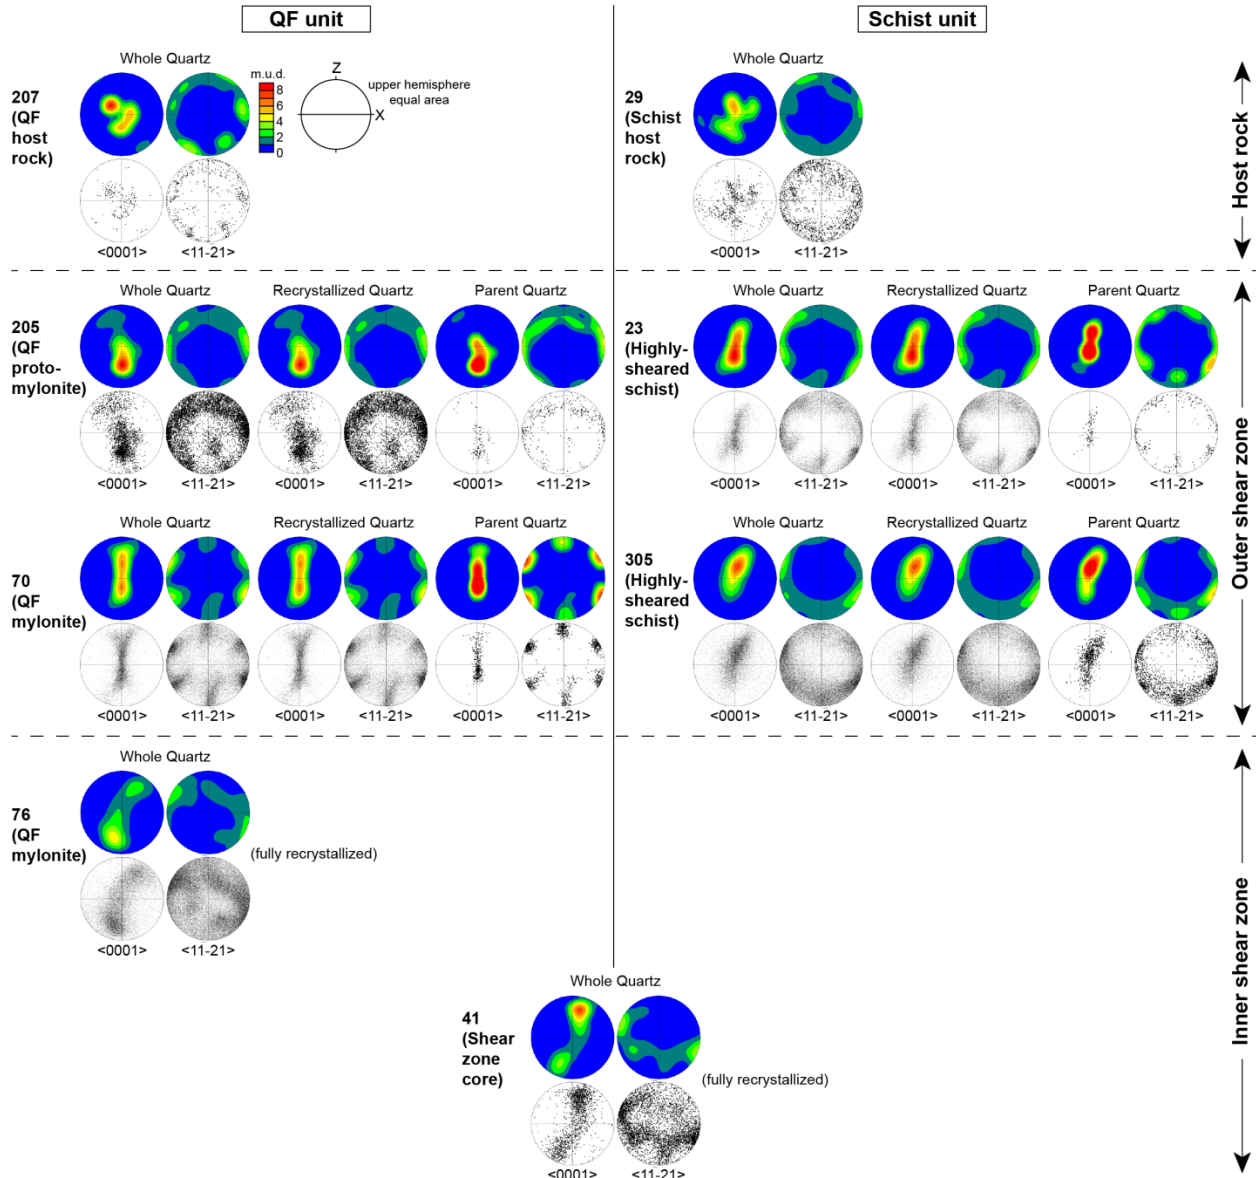 QF unit
Schist unit
Whole Quartz
207
(QF
host
rock)
<0001>
<11-21>
m.u.d.
8
6
4
2
0
Z
X
upper hemisphere
equal area
Whole Quartz
29
(Schist
host
rock)
<0001>
<11-21>
Host rock
Whole Quartz
Recrystallized Quartz
Parent Quartz
205
(QF
proto-
mylonite)
<0001>
<11-21>
<0001>
<11-21>
<0001>
<11-21>
Whole Quartz
Recrystallized Quartz
Parent Quartz
23
(Highly-
sheared
schist)
<0001>
<11-21>
<0001>
<11-21>
<0001>
<11-21>
Outer shear zone
Whole Quartz
Recrystallized Quartz
Parent Quartz
70
(QF
mylonite)
<0001>
<11-21>
<0001>
<11-21>
<0001>
<11-21>
Whole Quartz
Recrystallized Quartz
Parent Quartz
305
(Highly-
sheared
schist)
<0001>
<11-21>
<0001>
<11-21>
<0001>
<11-21>
Whole Quartz
76
(QF
mylonite)
(fully recrystallized)
<0001>
<11-21>
Inner shear zone
Whole Quartz
41
(Shear
zone
core)
(fully recrystallized)
<0001>
<11-21>